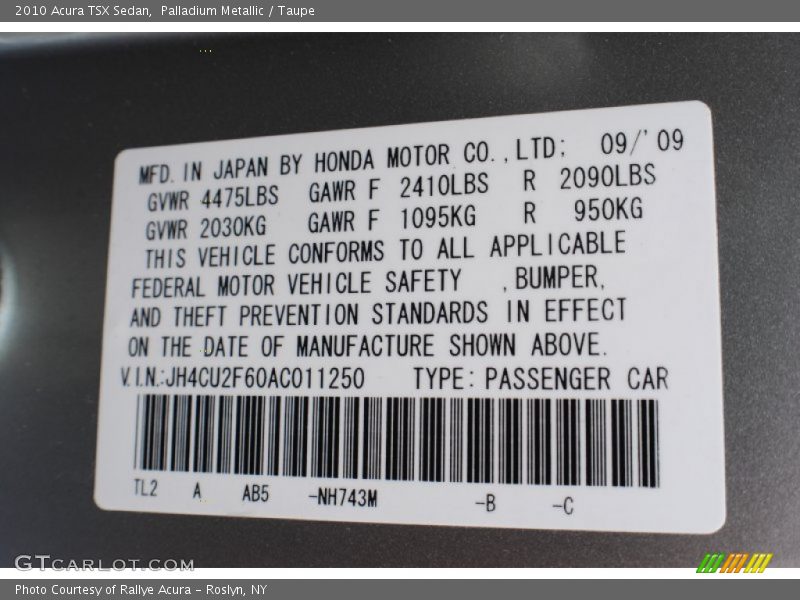 2010 Acura TSX Sedan,  Palladium Metallic / Taupe
MFD. IN JAPAN BY HONDA MOTOR CO.,LTD; 09/'09
GVWR 4475LBS GAWR F 2410LBS R 2090LBS
GVWR 2030KG GAWR F 1095KG R 950KG
THIS VEHICLE CONFORMS TO ALL APPLICABLE
FEDERAL MOTOR VEHICLE SAFETY ,BUMPER,
AND THEFT PREVENTION STANDARDS IN EFFECT
ON THE DATE OF MANUFACTURE SHOWN ABOVE.
V.I.N.:JH4CU2F60AC011250 TYPE: PASSENGER CAR
TL2 A AB5 -NH743M -B -C
GTCARLOT.COM
Photo Courtesy of Rallye Acura - Roslyn, NY